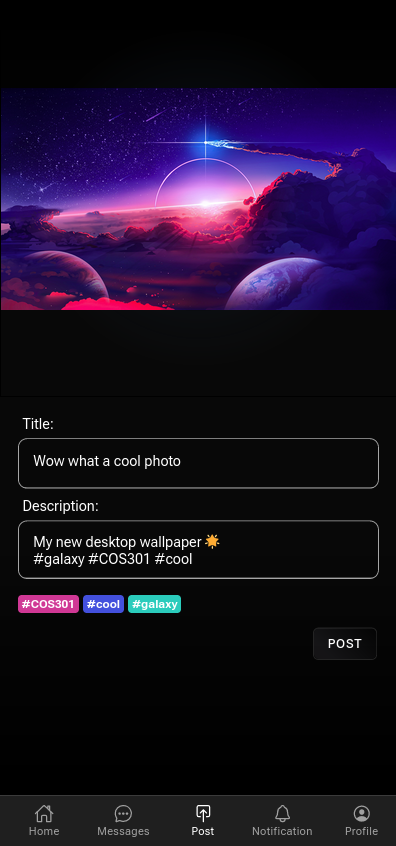 Title:
Wow what a cool photo
Description:
My new desktop wallpaper 🌟
#galaxy #COS301 #cool
#COS301 #cool #galaxy
POST
Home Messages Post Notification Profile